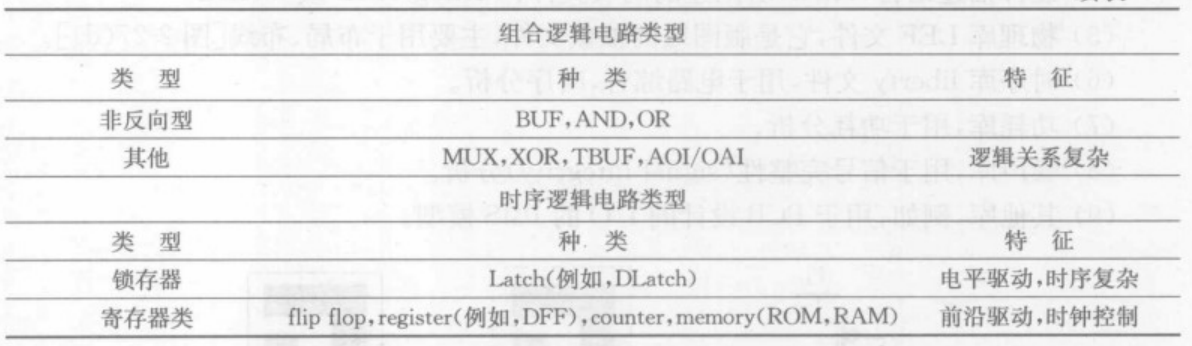 组合逻辑电路类型
类 型 种 类 特 征
非反向型 BUF,AND,OR
其他 MUX,XOR,TBUF,AOI/OAI 逻辑关系复杂
时序逻辑电路类型
类 型 种 类 特 征
锁存器 Latch(例如,DLatch) 电平驱动,时序复杂
寄存器类 flip flop,register(例如,DFF),counter,memory(ROM,RAM) 前沿驱动,时钟控制